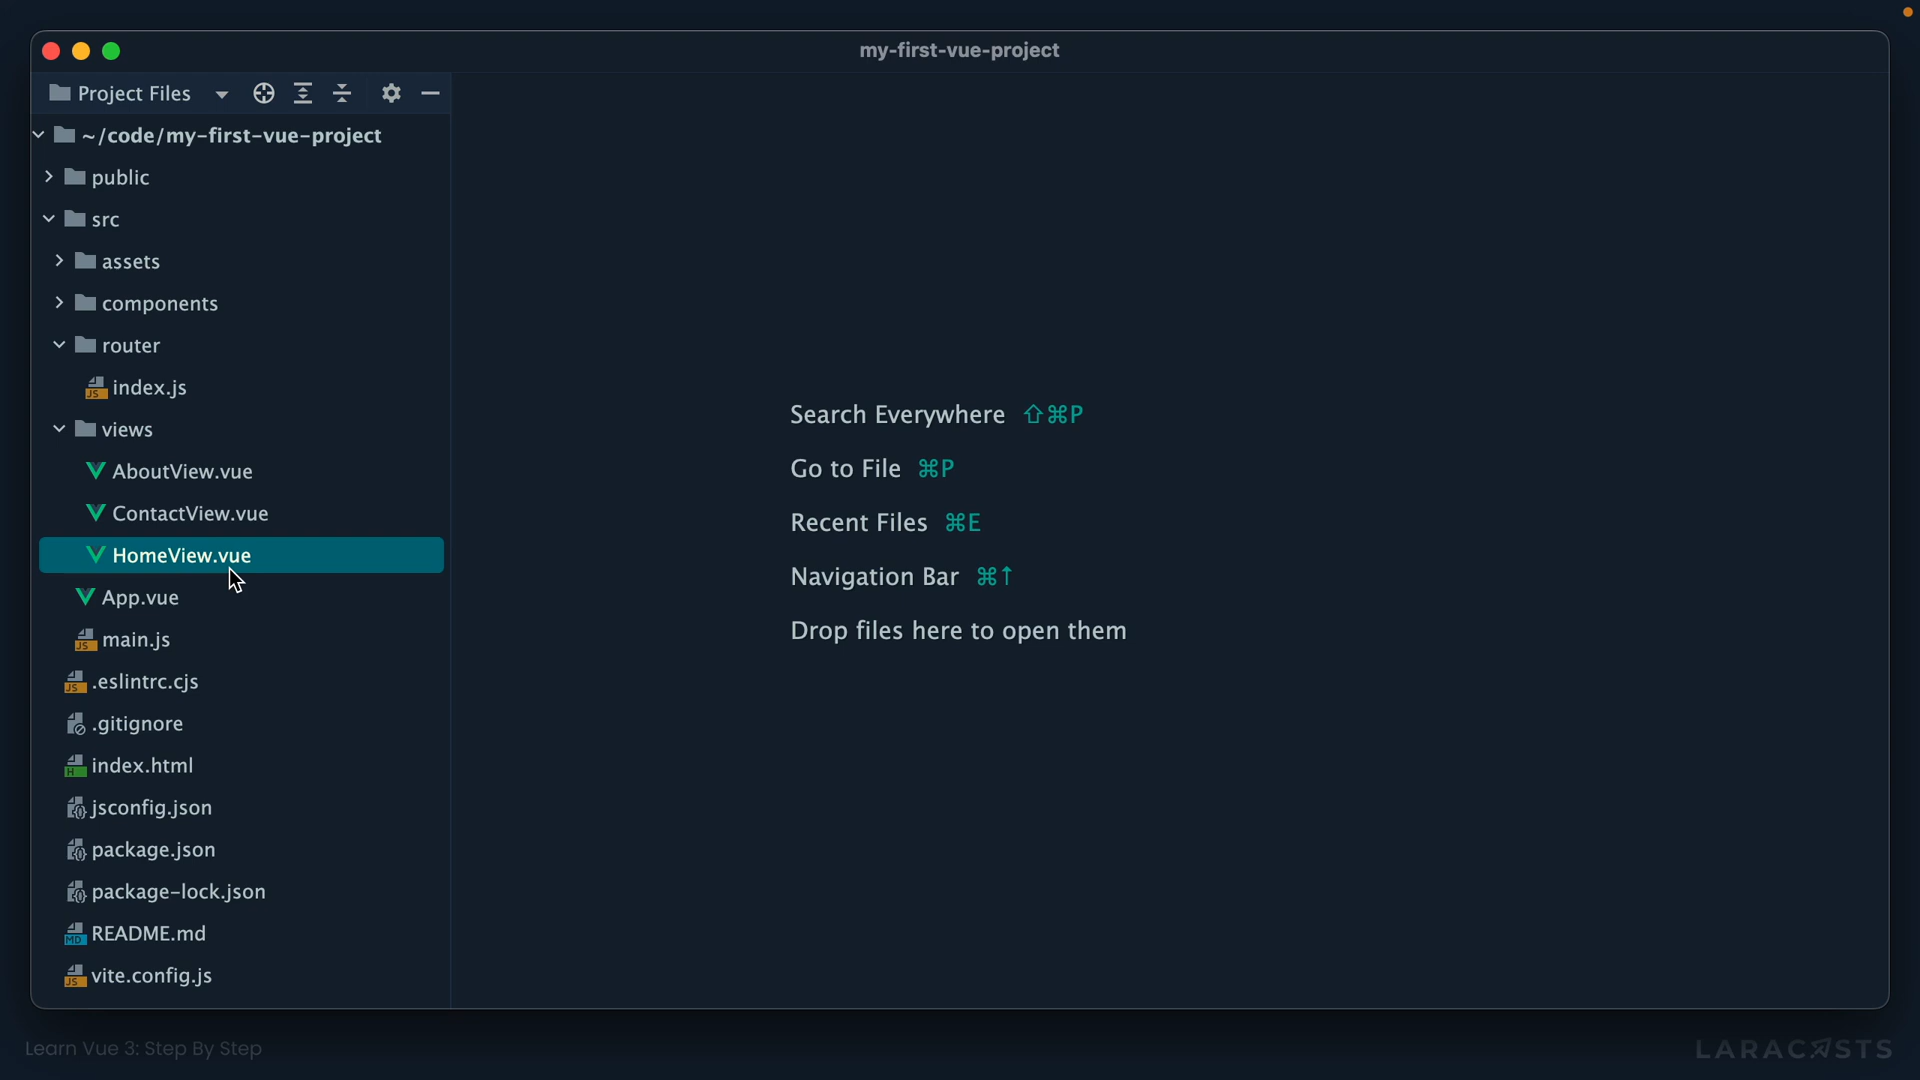 my-first-vue-project
Project Files
~/code/my-first-vue-project
public
src
assets
components
router
index.js
views
AboutView.vue
ContactView.vue
HomeView.vue
App.vue
main.js
.eslintrc.cjs
.gitignore
index.html
jsconfig.json
package.json
package-lock.json
README.md
vite.config.js
Search Everywhere ⇧⌘P
Go to File ⌘P
Recent Files ⌘E
Navigation Bar ⌘↑
Drop files here to open them
Learn Vue 3: Step By Step
LARACASTS